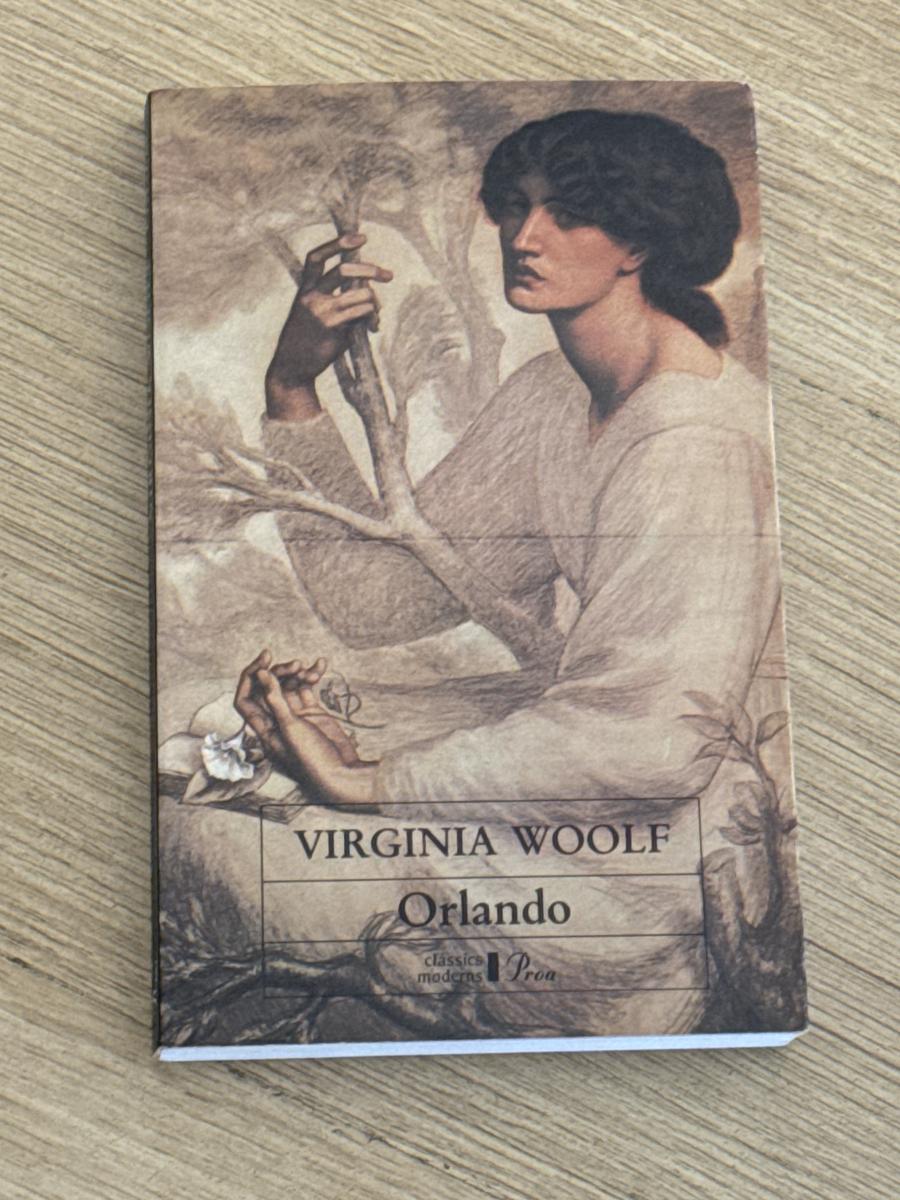 VIRGINIA WOOLF
Orlando
clàssics
moderns Proa